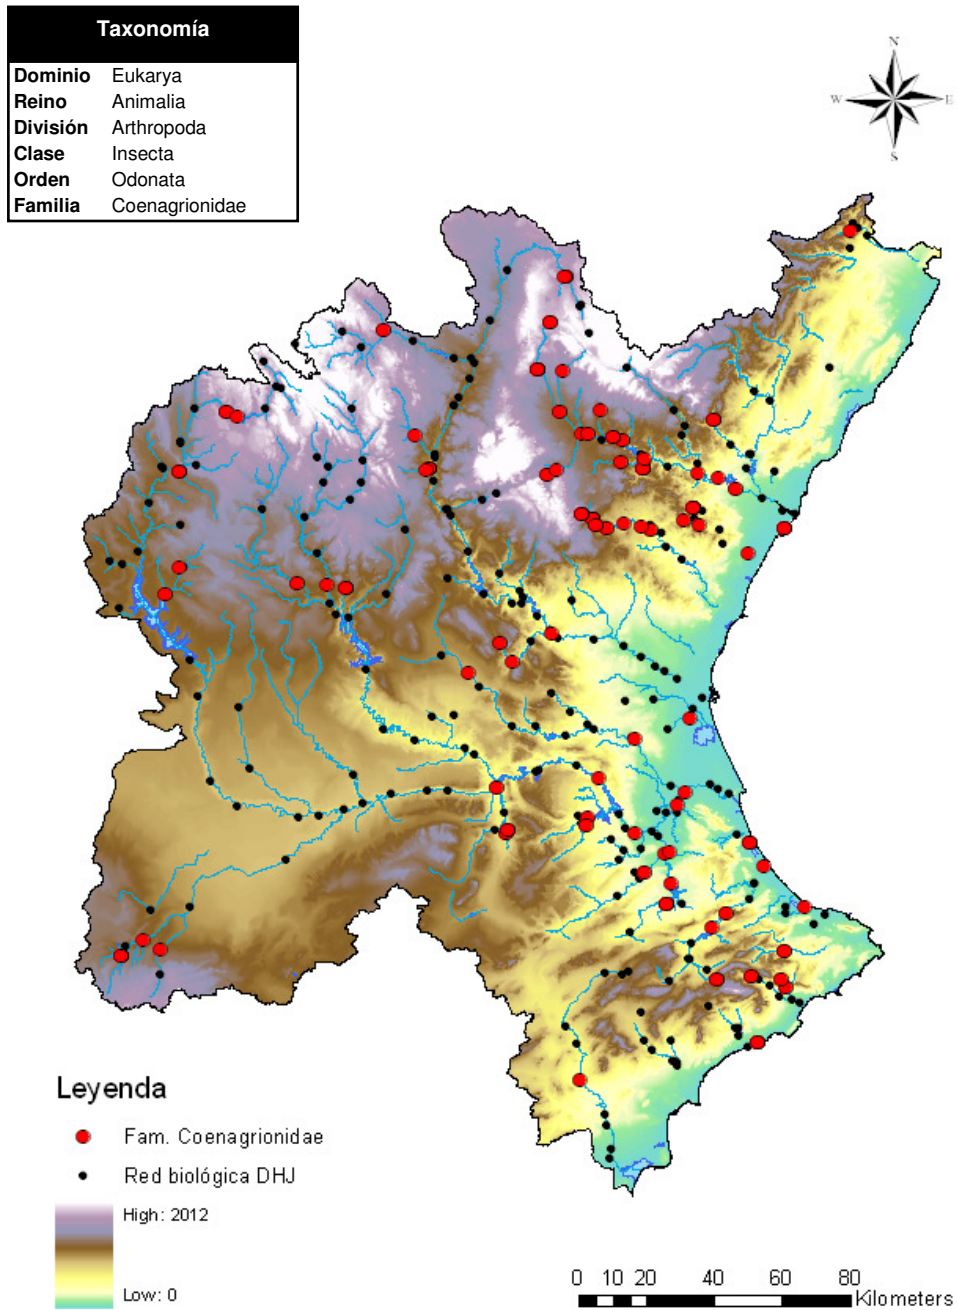 Taxonomía
Dominio Eukarya
Reino Animalia
División Arthropoda
Clase Insecta
Orden Odonata
Familia Coenagrionidae
N
W E
S
Leyenda
Fam. Coenagrionidae
Red biológica DHJ
High: 2012
Low: 0
0 10 20 40 60 80
Kilometers